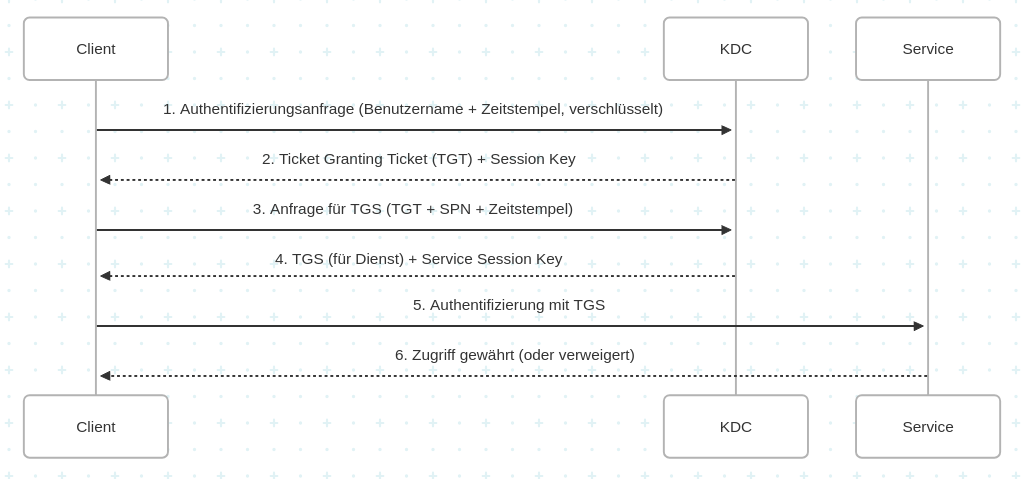 Client
KDC
Service
1. Authentifizierungsanfrage (Benutzername + Zeitstempel, verschlüsselt)
2. Ticket Granting Ticket (TGT) + Session Key
3. Anfrage für TGS (TGT + SPN + Zeitstempel)
4. TGS (für Dienst) + Service Session Key
5. Authentifizierung mit TGS
6. Zugriff gewährt (oder verweigert)
Client
KDC
Service